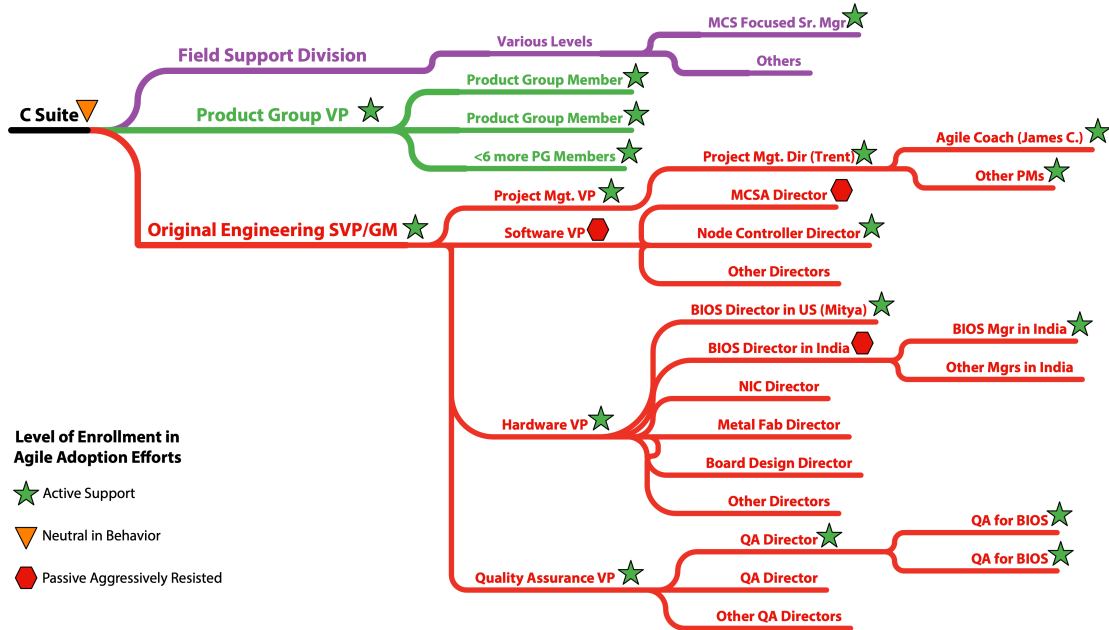 MCS Focused Sr. Mgr
Various Levels
Field Support Division
Others
Product Group Member
C Suite
Product Group VP
Product Group Member
Agile Coach (James C.)
<6 more PG Members
Project Mgt. Dir (Trent)
Other PMs
Project Mgt. VP
MCSA Director
Original Engineering SVP/GM
Software VP
Node Controller Director
Other Directors
BIOS Director in US (Mitya)
BIOS Mgr in India
BIOS Director in India
Other Mgrs in India
NIC Director
Hardware VP
Metal Fab Director
Board Design Director
Other Directors
QA for BIOS
QA Director
QA for BIOS
Quality Assurance VP
QA Director
Other QA Directors
Level of Enrollment in
Agile Adoption Efforts
Active Support
Neutral in Behavior
Passive Aggressively Resisted